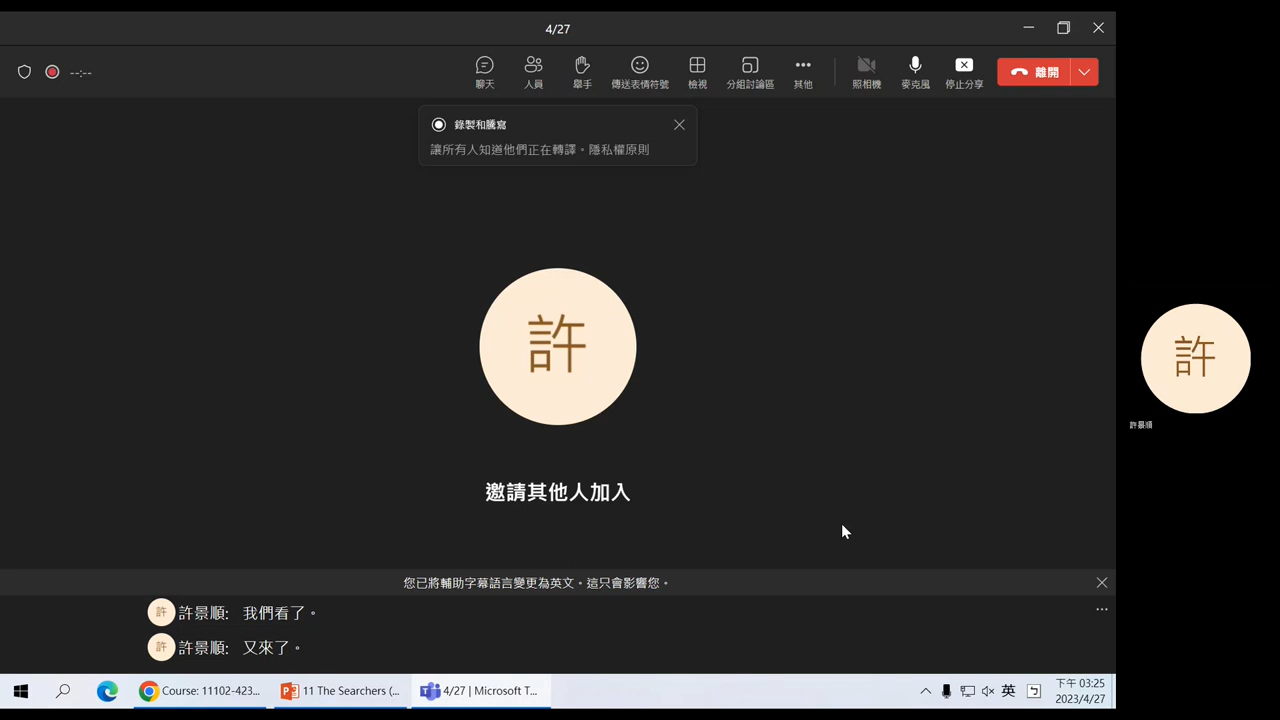 4/27
--:--
聊天
人員
舉手
傳送表情符號
檢視
分組討論區
其他
照相機
麥克風
停止分享
離開
錄製和騰寫
讓所有人知道他們正在轉譯。隱私權原則
許
許
許景順
邀請其他人加入
您已將輔助字幕語言變更為英文。這只會影響您。
許 許景順: 我們看了。
許 許景順: 又來了。
Course: 11102-423...
11 The Searchers (...
4/27 | Microsoft T...
英
下午 03:25
2023/4/27